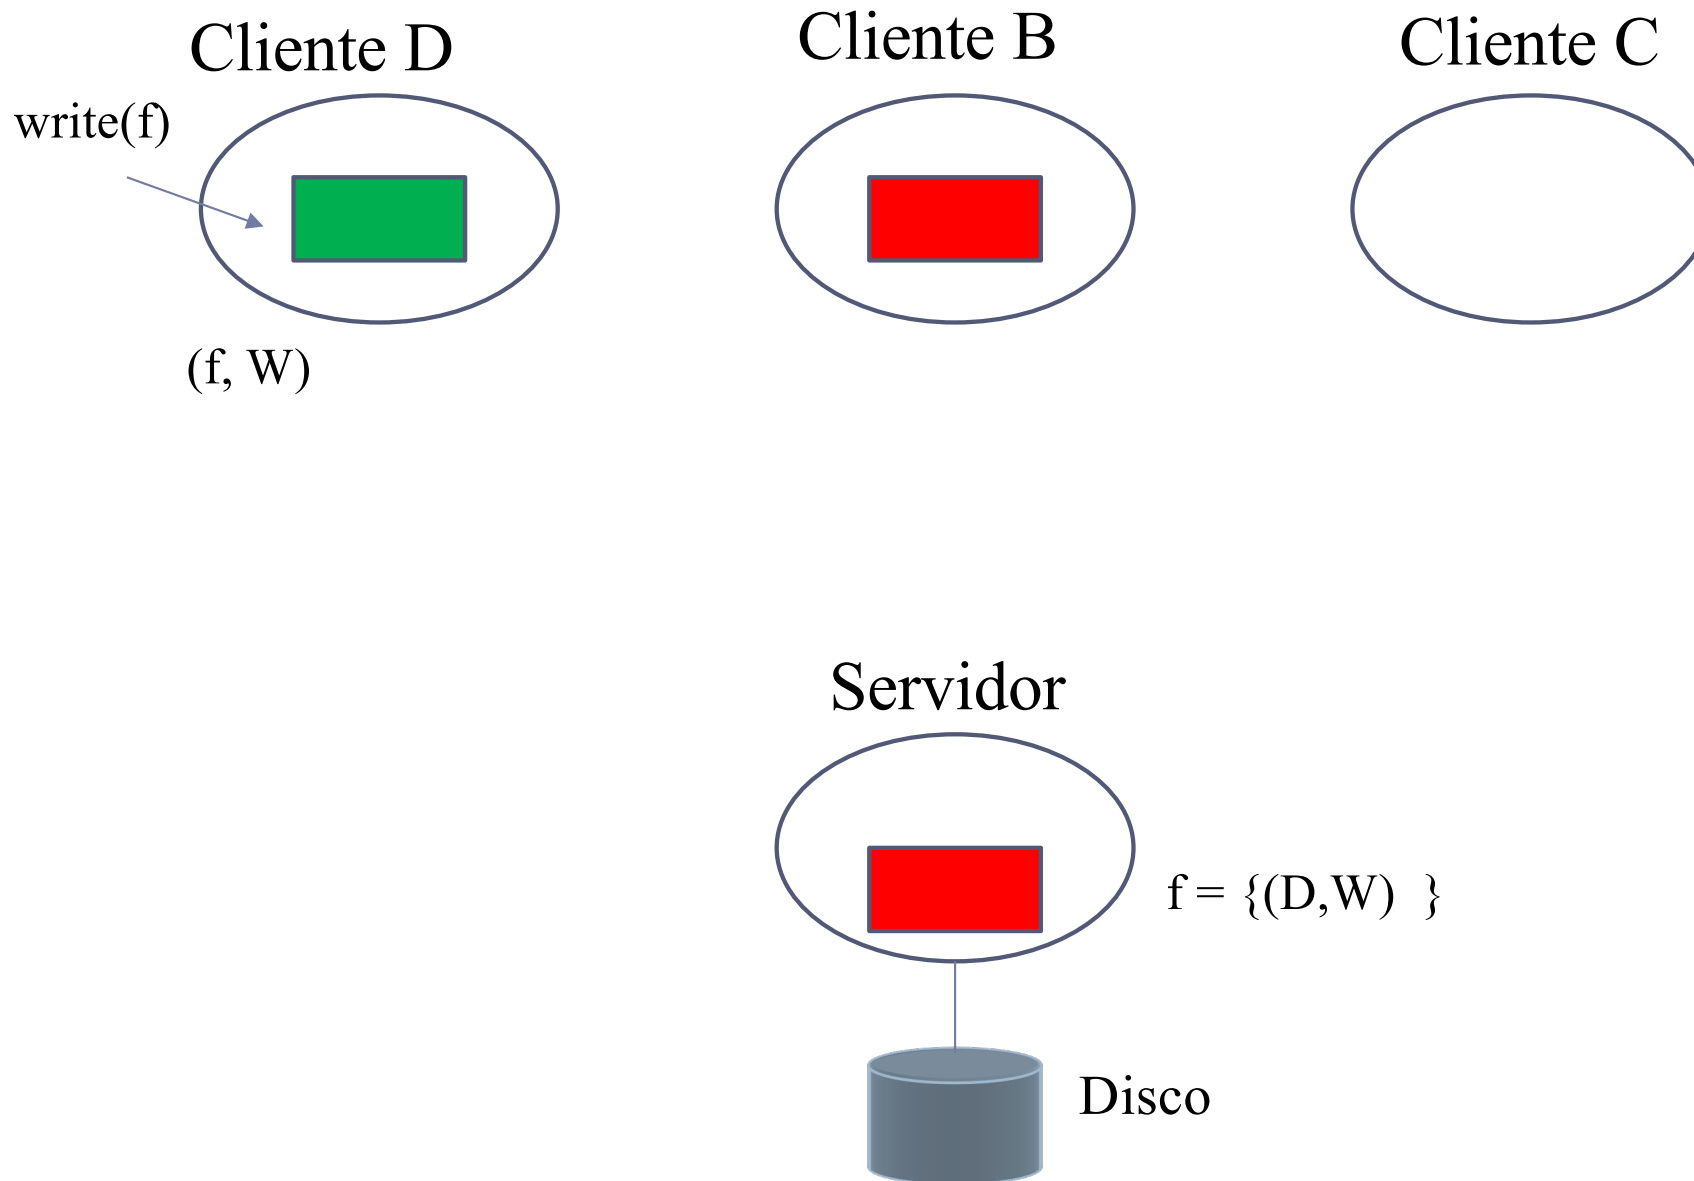 Cliente D
Cliente B
Cliente C
write(f)
(f, W)
Servidor
f = {(D,W)  }
Disco